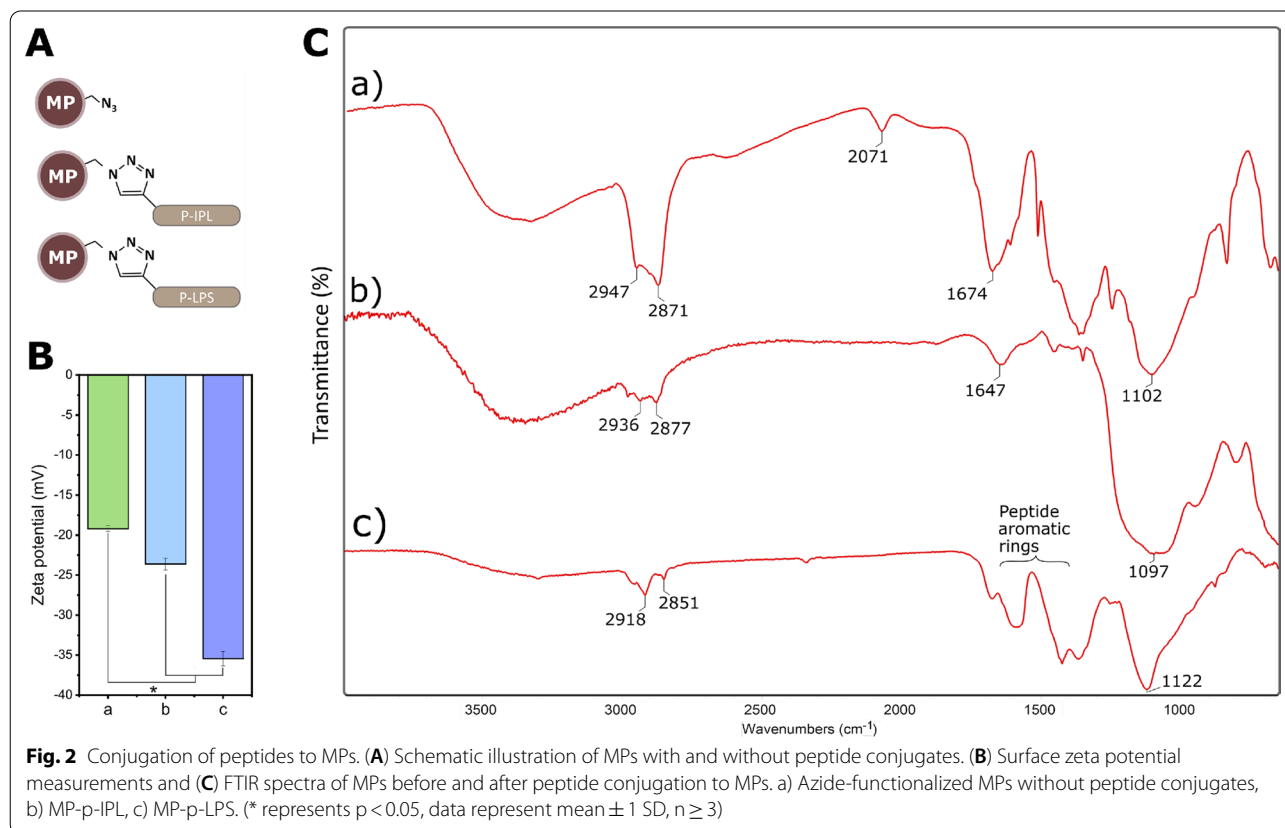 A
MP
N3
MP
N
N
N
P-IPL
MP
N
N
N
P-LPS
B
Zeta potential (mV)
0
-5
-10
-15
-20
-25
-30
-35
-40
*
a
b
c
C
Transmittance (%)
a)
2071
2947
2871
1674
1102
b)
2936
2877
1647
1097
c)
Peptide
aromatic
rings
2918
2851
1122
3500
3000
2500
2000
1500
1000
Wavenumbers (cm-1)
Fig. 2 Conjugation of peptides to MPs. (A) Schematic illustration of MPs with and without peptide conjugates. (B) Surface zeta potential
measurements and (C) FTIR spectra of MPs before and after peptide conjugation to MPs. a) Azide-functionalized MPs without peptide conjugates,
b) MP-p-IPL, c) MP-p-LPS. (* represents p < 0.05, data represent mean ± 1 SD, n ≥ 3)